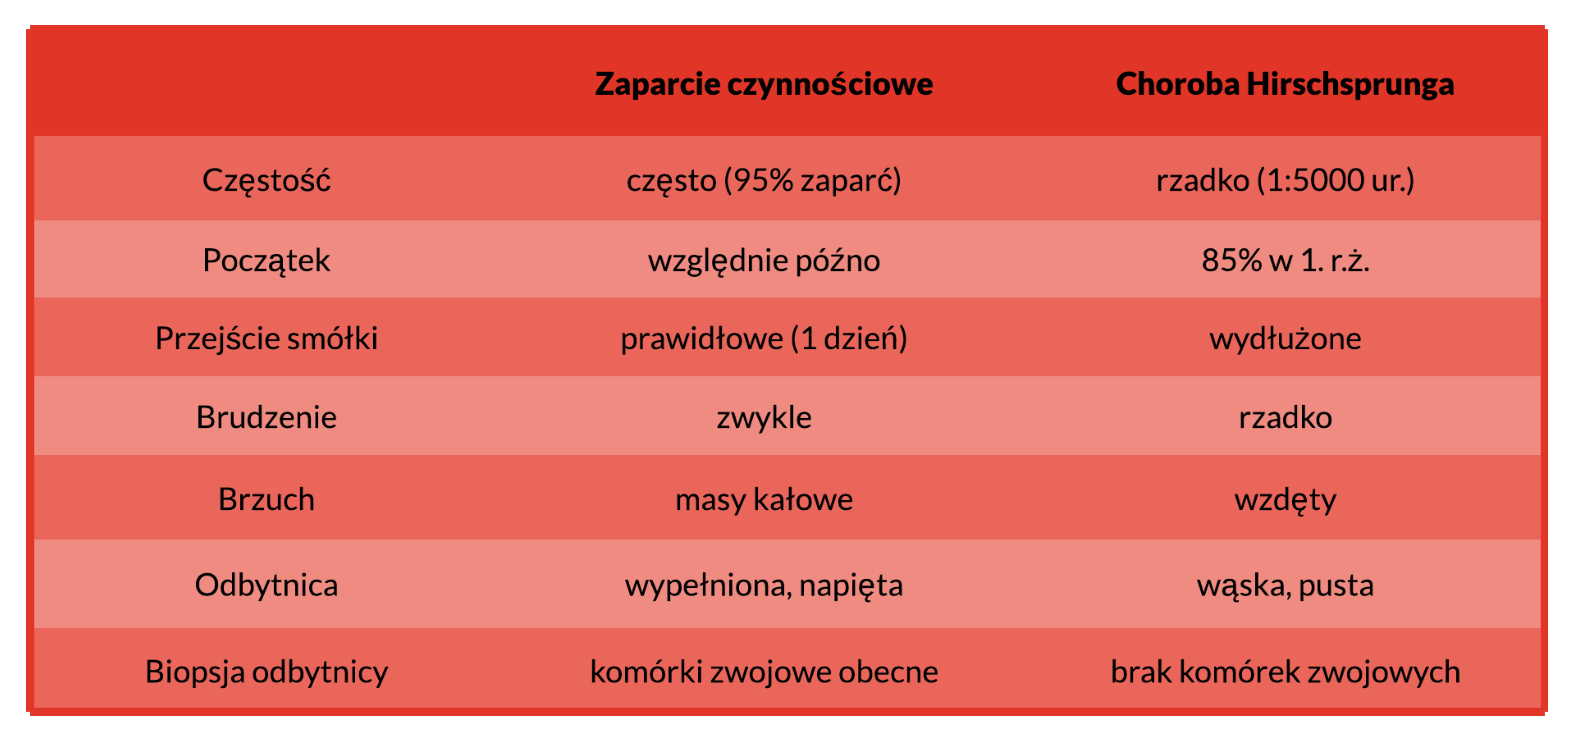 Zaparcie czynnościowe Choroba Hirschsprunga
Częstość często (95% zaparć) rzadko (1:5000 ur.)
Początek względnie późno 85% w 1. r.ż.
Przejście smółki prawidłowe (1 dzień) wydłużone
Brudzenie zwykle rzadko
Brzuch masy kałowe wzdęty
Odbytnica wypełniona, napięta wąska, pusta
Biopsja odbytnicy komórki zwojowe obecne brak komórek zwojowych